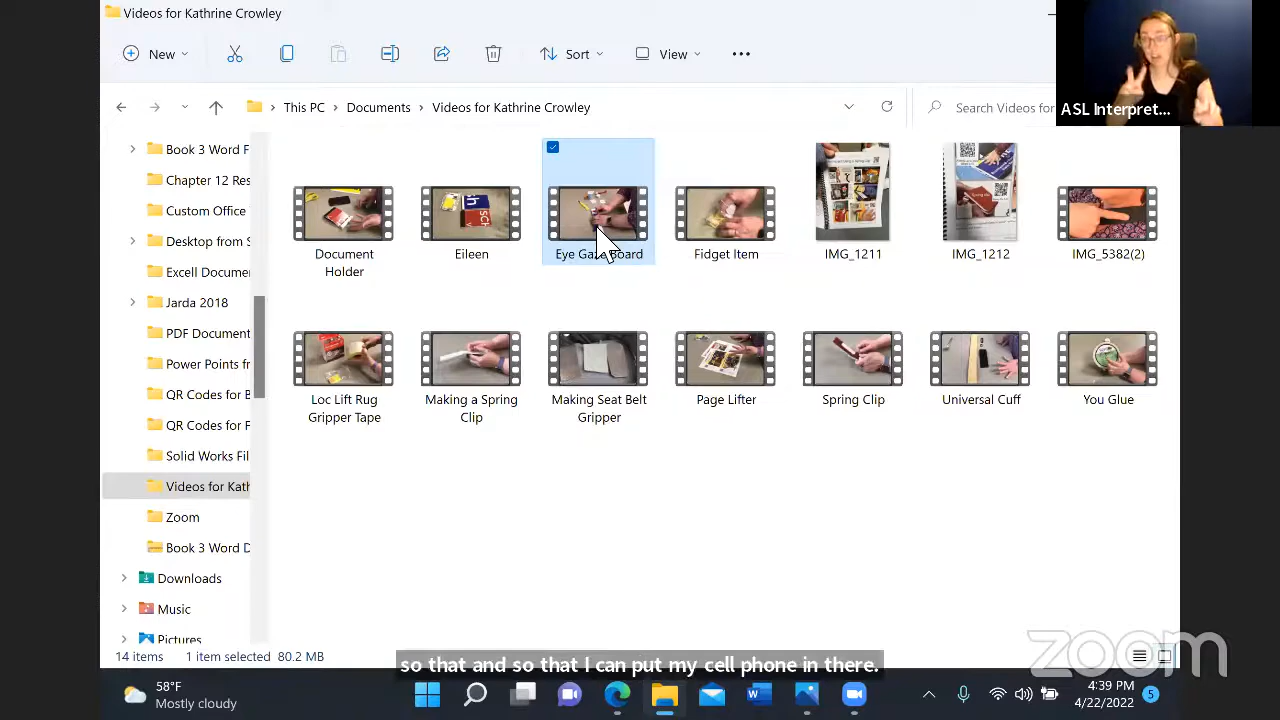 Videos for Kathrine Crowley
New
Sort
View
This PC
Documents
Videos for Kathrine Crowley
Search Videos for
ASL Interpret...
Book 3 Word F
Chapter 12 Res
Custom Office
Desktop from S
Excell Documen
Jarda 2018
PDF Document
Power Points fr
QR Codes for B
QR Codes for F
Solid Works Fil
Videos for Kath
Zoom
Book 3 Word D
Downloads
Music
Pictures
Document
Holder
Eileen
Eye Gaze Board
Fidget Item
IMG_1211
IMG_1212
IMG_5382(2)
Loc Lift Rug
Gripper Tape
Making a Spring
Clip
Making Seat Belt
Gripper
Page Lifter
Spring Clip
Universal Cuff
You Glue
14 items
1 item selected 80.2 MB
so that and so that I can put my cell phone in there.
zoom
58°F
Mostly cloudy
4:39 PM
4/22/2022
5